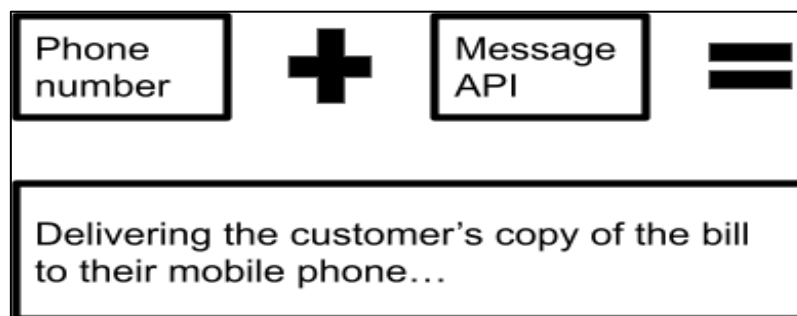 Phone
number
Message
API
Delivering the customer’s copy of the bill
to their mobile phone…